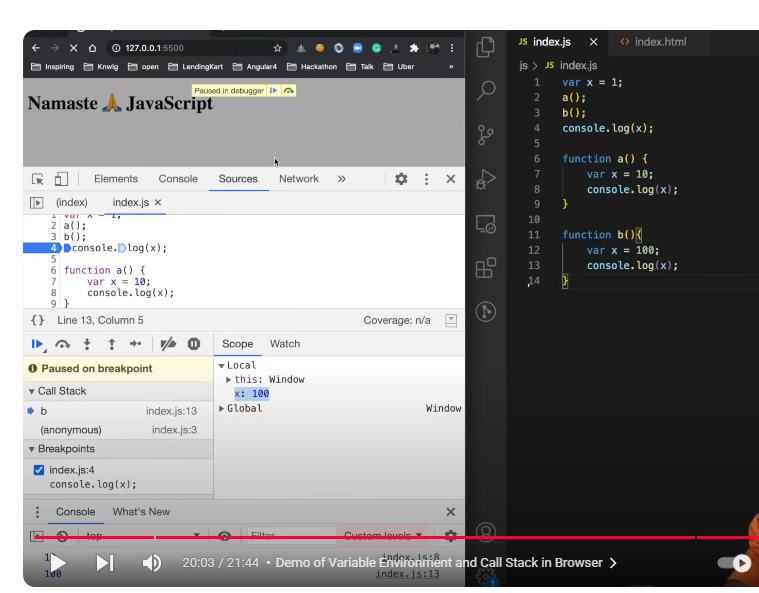 127.0.0.1:5500
Inspiring Knwlg open LendingKart Angular4 Hackathon Talk Uber »
Paused in debugger
Namaste 🙏 JavaScript
Elements Console Sources Network »
(index) index.js ×
1 var x = 1;
2 a();
3 b();
4 console.log(x);
5
6 function a() {
7 var x = 10;
8 console.log(x);
9 }
{} Line 13, Column 5 Coverage: n/a
Scope Watch
Paused on breakpoint
Call Stack
b index.js:13
(anonymous) index.js:3
Breakpoints
index.js:4
console.log(x);
Local
this: Window
x: 100
Global Window
Console What's New
top Filter Custom levels
index.js:8
100 index.js:13
20:03 / 21:44 • Demo of Variable Environment and Call Stack in Browser
JS index.js × <> index.html
js > JS index.js
1 var x = 1;
2 a();
3 b();
4 console.log(x);
5
6 function a() {
7 var x = 10;
8 console.log(x);
9 }
10
11 function b(){
12 var x = 100;
13 console.log(x);
14 }
1